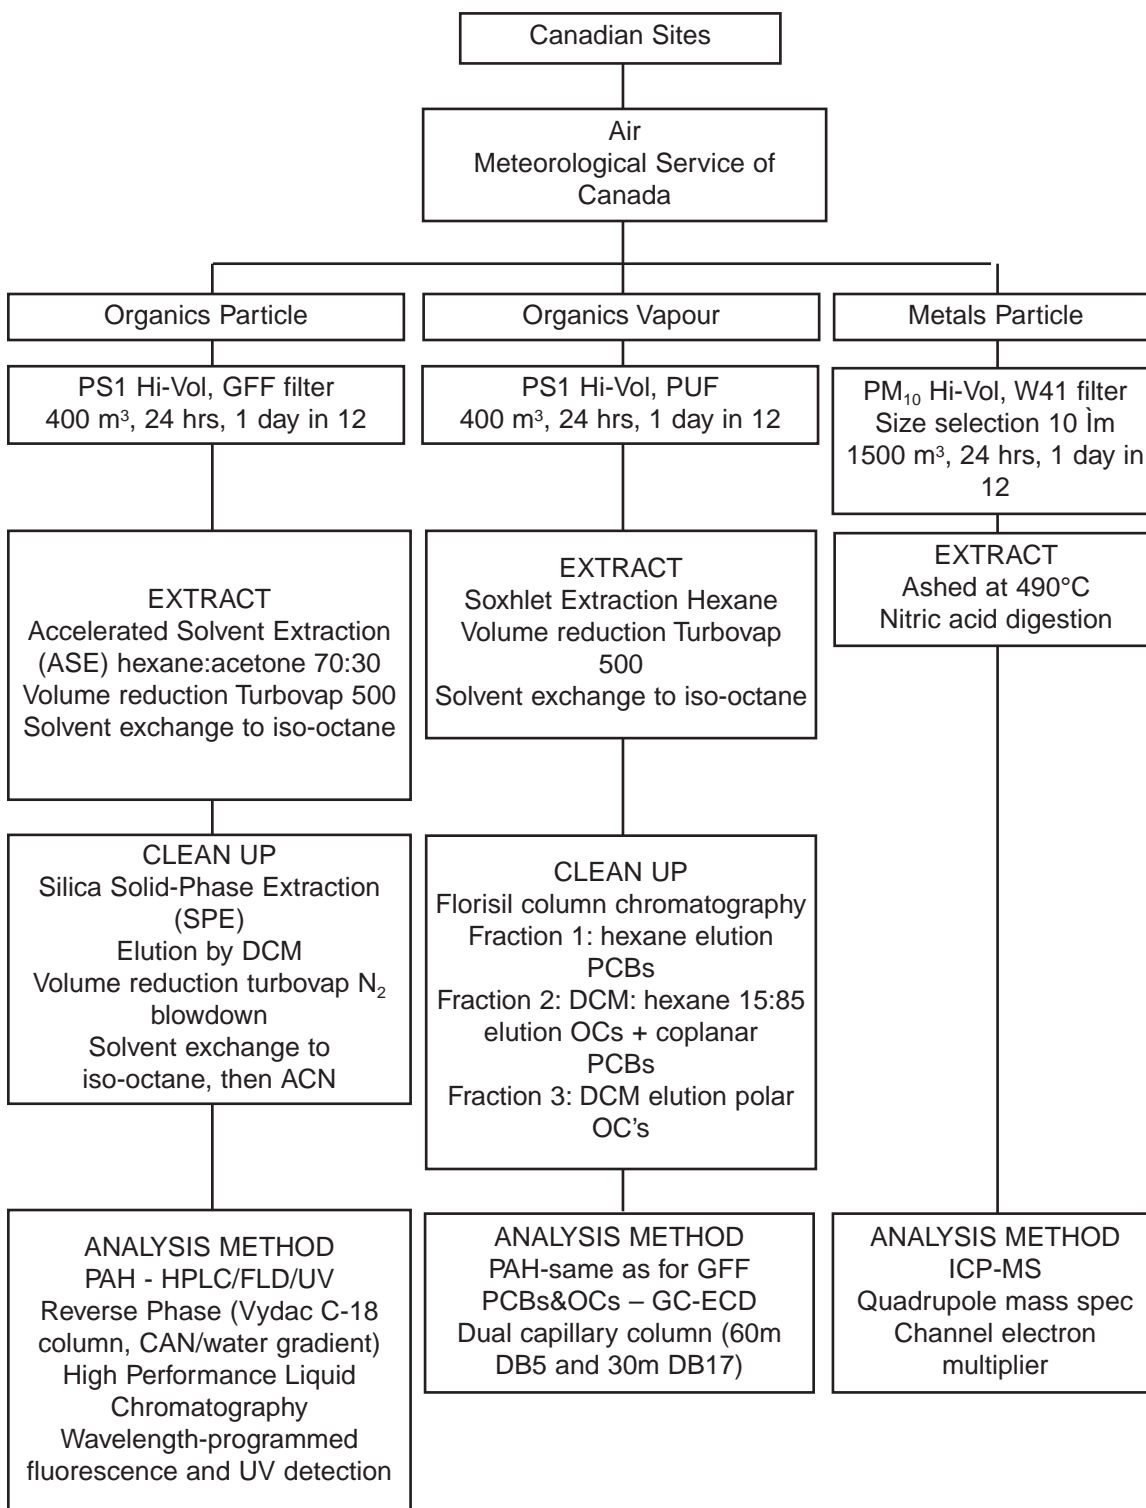 Canadian Sites
Air
Meteorological Service of
Canada
Organics Particle
Organics Vapour
Metals Particle
PS1 Hi-Vol, GFF filter
400 m³, 24 hrs, 1 day in 12
PS1 Hi-Vol, PUF
400 m³, 24 hrs, 1 day in 12
PM₁₀ Hi-Vol, W41 filter
Size selection 10 Ìm
1500 m³, 24 hrs, 1 day in
12
EXTRACT
Accelerated Solvent Extraction
(ASE) hexane:acetone 70:30
Volume reduction Turbovap 500
Solvent exchange to iso-octane
EXTRACT
Soxhlet Extraction Hexane
Volume reduction Turbovap
500
Solvent exchange to iso-octane
EXTRACT
Ashed at 490°C
Nitric acid digestion
CLEAN UP
Silica Solid-Phase Extraction
(SPE)
Elution by DCM
Volume reduction turbovap N₂
blowdown
Solvent exchange to
iso-octane, then ACN
CLEAN UP
Florisil column chromatography
Fraction 1: hexane elution
PCBs
Fraction 2: DCM: hexane 15:85
elution OCs + coplanar
PCBs
Fraction 3: DCM elution polar
OC's
ANALYSIS METHOD
PAH - HPLC/FLD/UV
Reverse Phase (Vydac C-18
column, CAN/water gradient)
High Performance Liquid
Chromatography
Wavelength-programmed
fluorescence and UV detection
ANALYSIS METHOD
PAH-same as for GFF
PCBs&OCs – GC-ECD
Dual capillary column (60m
DB5 and 30m DB17)
ANALYSIS METHOD
ICP-MS
Quadrupole mass spec
Channel electron
multiplier